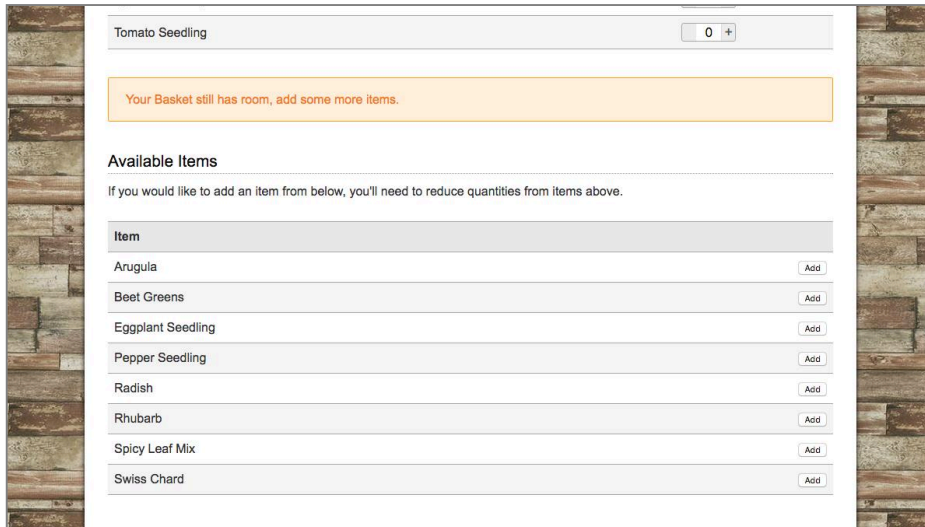 Tomato Seedling 0 +
Your Basket still has room, add some more items.
Available Items
If you would like to add an item from below, you'll need to reduce quantities from items above.
Item
Arugula Add
Beet Greens Add
Eggplant Seedling Add
Pepper Seedling Add
Radish Add
Rhubarb Add
Spicy Leaf Mix Add
Swiss Chard Add